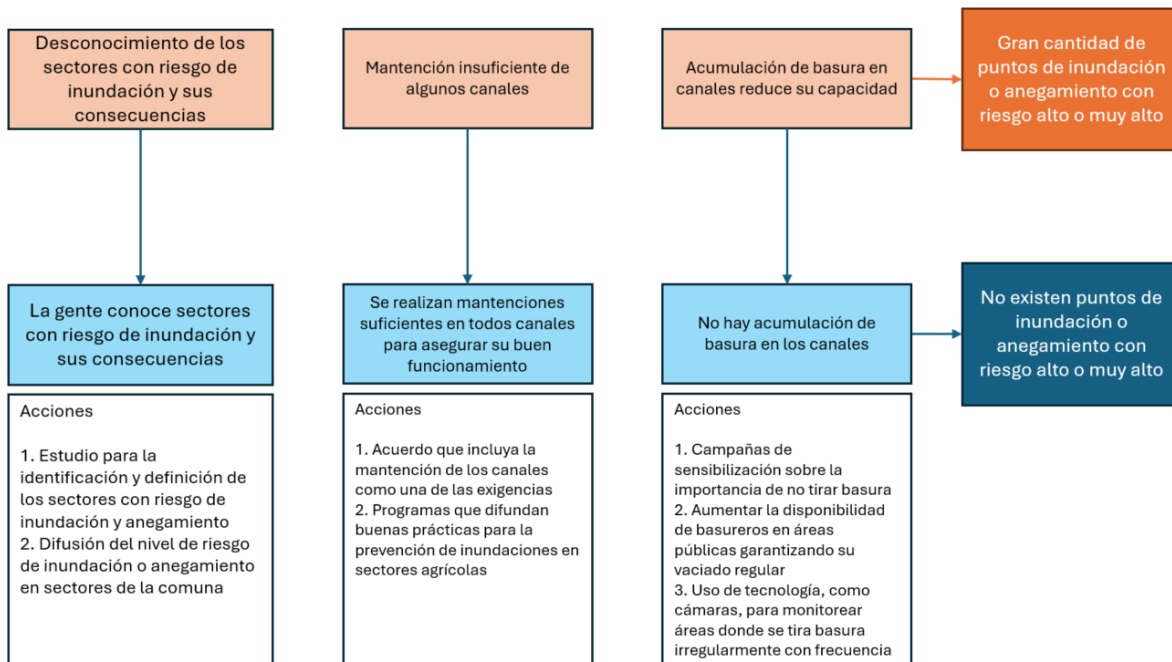 Desconocimiento de los
sectores con riesgo de
inundación y sus
consecuencias
Mantención insuficiente de
algunos canales
Acumulación de basura en
canales reduce su capacidad
Gran cantidad de
puntos de inundación
o anegamiento con
riesgo alto o muy alto
La gente conoce sectores
con riesgo de inundación y
sus consecuencias
Se realizan mantenciones
suficientes en todos canales
para asegurar su buen
funcionamiento
No hay acumulación de
basura en los canales
No existen puntos de
inundación o
anegamiento con
riesgo alto o muy alto
Acciones
1. Estudio para la
identificación y definición de
los sectores con riesgo de
inundación y anegamiento
2. Difusión del nivel de riesgo
de inundación o anegamiento
en sectores de la comuna
Acciones
1. Acuerdo que incluya la
mantención de los canales
como una de las exigencias
2. Programas que difundan
buenas prácticas para la
prevención de inundaciones en
sectores agrícolas
Acciones
1. Campañas de
sensibilización sobre la
importancia de no tirar basura
2. Aumentar la disponibilidad
de basureros en áreas
públicas garantizando su
vaciado regular
3. Uso de tecnología, como
cámaras, para monitorear
áreas donde se tira basura
irregularmente con frecuencia